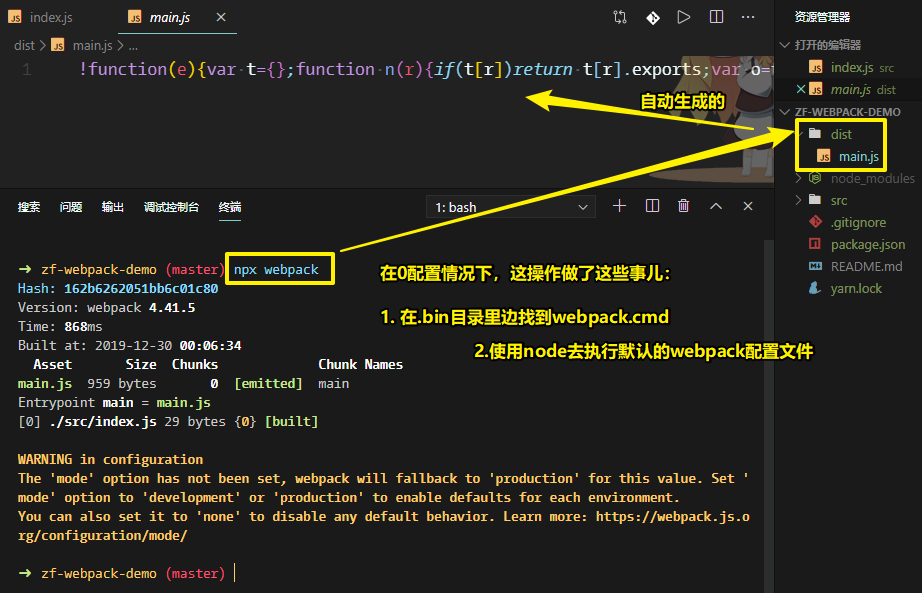 index.js
main.js
dist > main.js > ...
1 !function(e){var t={};function n(r){if(t[r])return t[r].exports;var o=
自动生成的
搜索 问题 输出 调试控制台 终端
1: bash
→ zf-webpack-demo (master) npx webpack
Hash: 162b6262051bb6c01c80
Version: webpack 4.41.5
Time: 868ms
Built at: 2019-12-30 00:06:34
Asset Size Chunks Chunk Names
main.js 959 bytes 0 [emitted] main
Entrypoint main = main.js
[0] ./src/index.js 29 bytes {0} [built]
在0配置情况下，这操作做了这些事儿：
1. 在.bin目录里边找到webpack.cmd
2.使用node去执行默认的webpack配置文件
WARNING in configuration
The 'mode' option has not been set, webpack will fallback to 'production' for this value. Set '
mode' option to 'development' or 'production' to enable defaults for each environment.
You can also set it to 'none' to disable any default behavior. Learn more: https://webpack.js.o
rg/configuration/mode/
→ zf-webpack-demo (master)
资源管理器
打开的编辑器
index.js src
main.js dist
ZF-WEBPACK-DEMO
dist
main.js
node_modules
src
.gitignore
package.json
README.md
yarn.lock